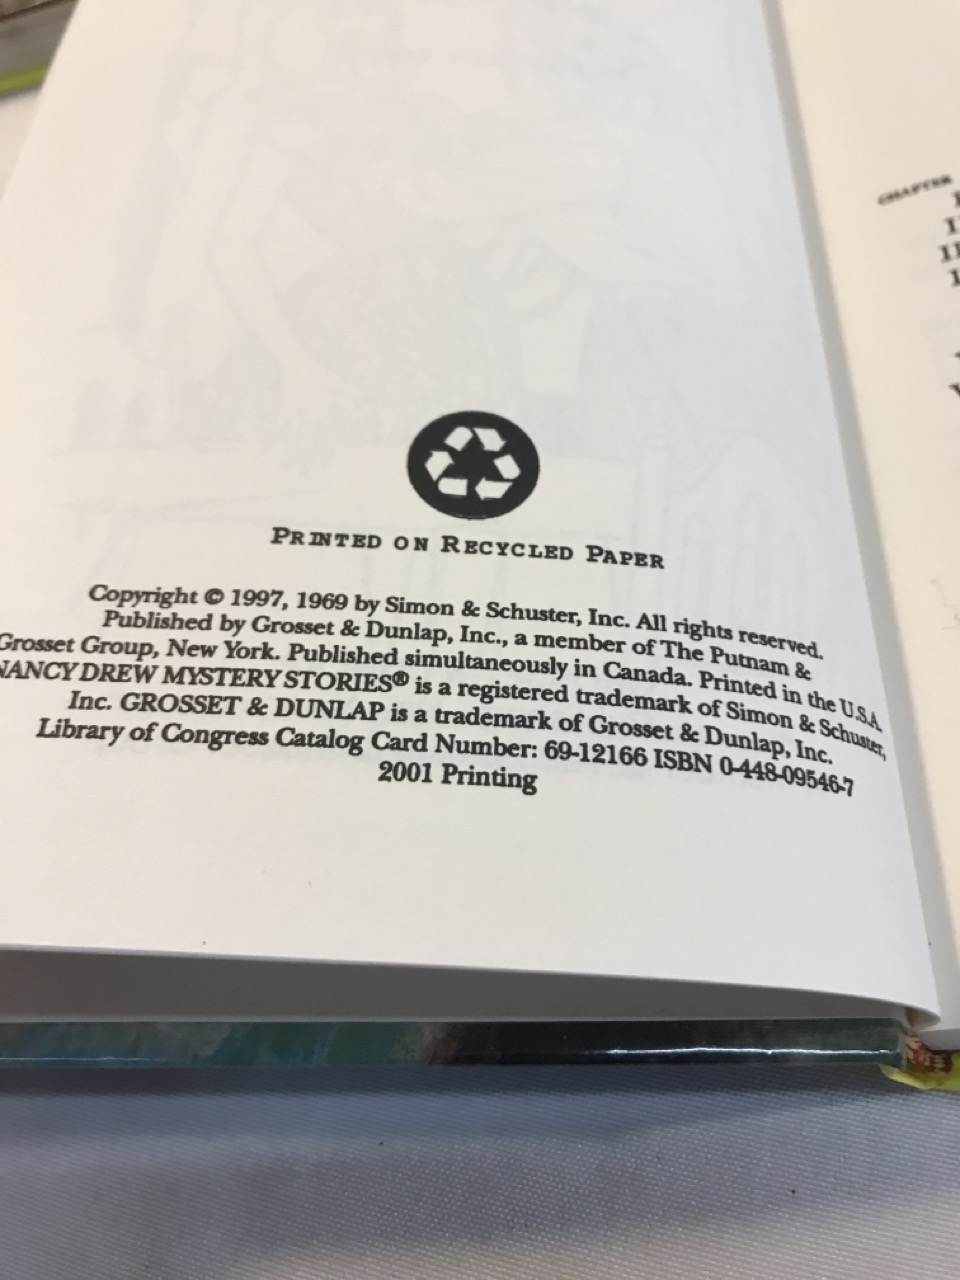 PRINTED ON RECYCLED PAPER
Copyright © 1997, 1969 by Simon & Schuster, Inc. All rights reserved.
Published by Grosset & Dunlap, Inc., a member of The Putnam &
Grosset Group, New York. Published simultaneously in Canada. Printed in the U.S.A.
NANCY DREW MYSTERY STORIES® is a registered trademark of Simon & Schuster,
Inc. GROSSET & DUNLAP is a trademark of Grosset & Dunlap, Inc.
Library of Congress Catalog Card Number: 69-12166 ISBN 0-448-09546-7
2001 Printing
CHAPTER